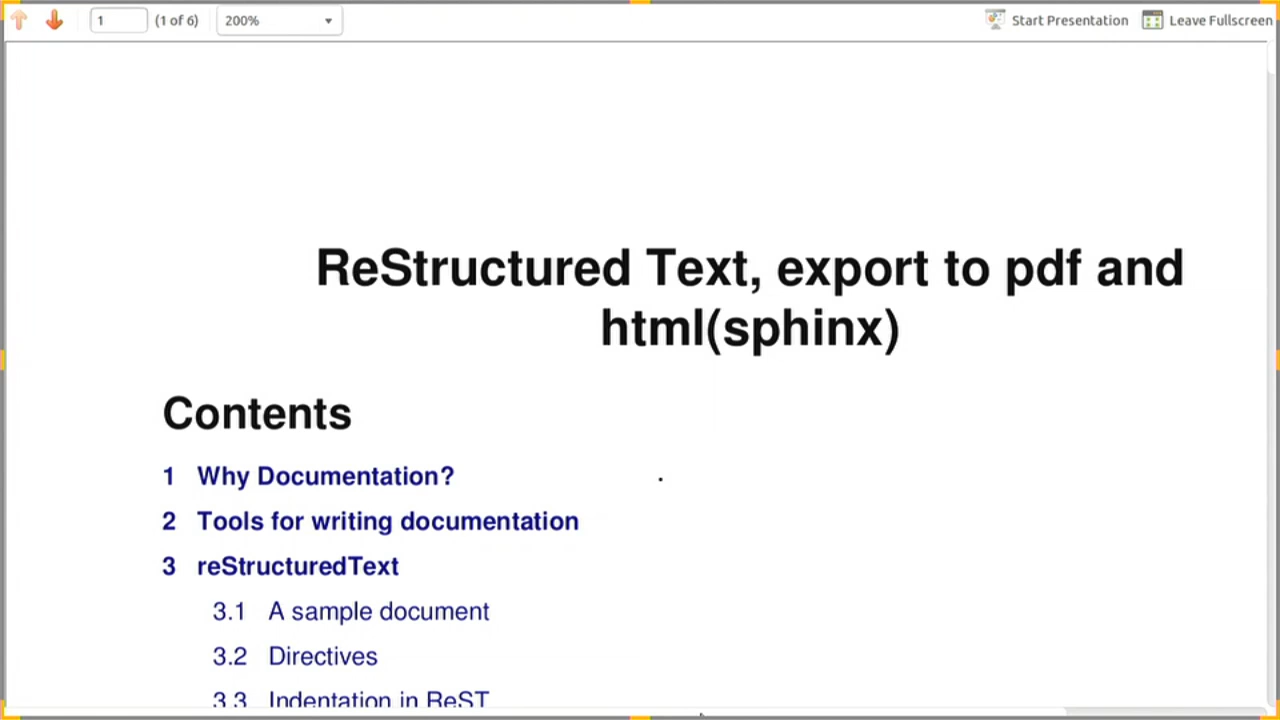 1 (1 of 6) 200% Start Presentation Leave Fullscreen
ReStructured Text, export to pdf and
html(sphinx)
Contents
1 Why Documentation?
2 Tools for writing documentation
3 reStructuredText
3.1 A sample document
3.2 Directives
3.3 Indentation in ReST